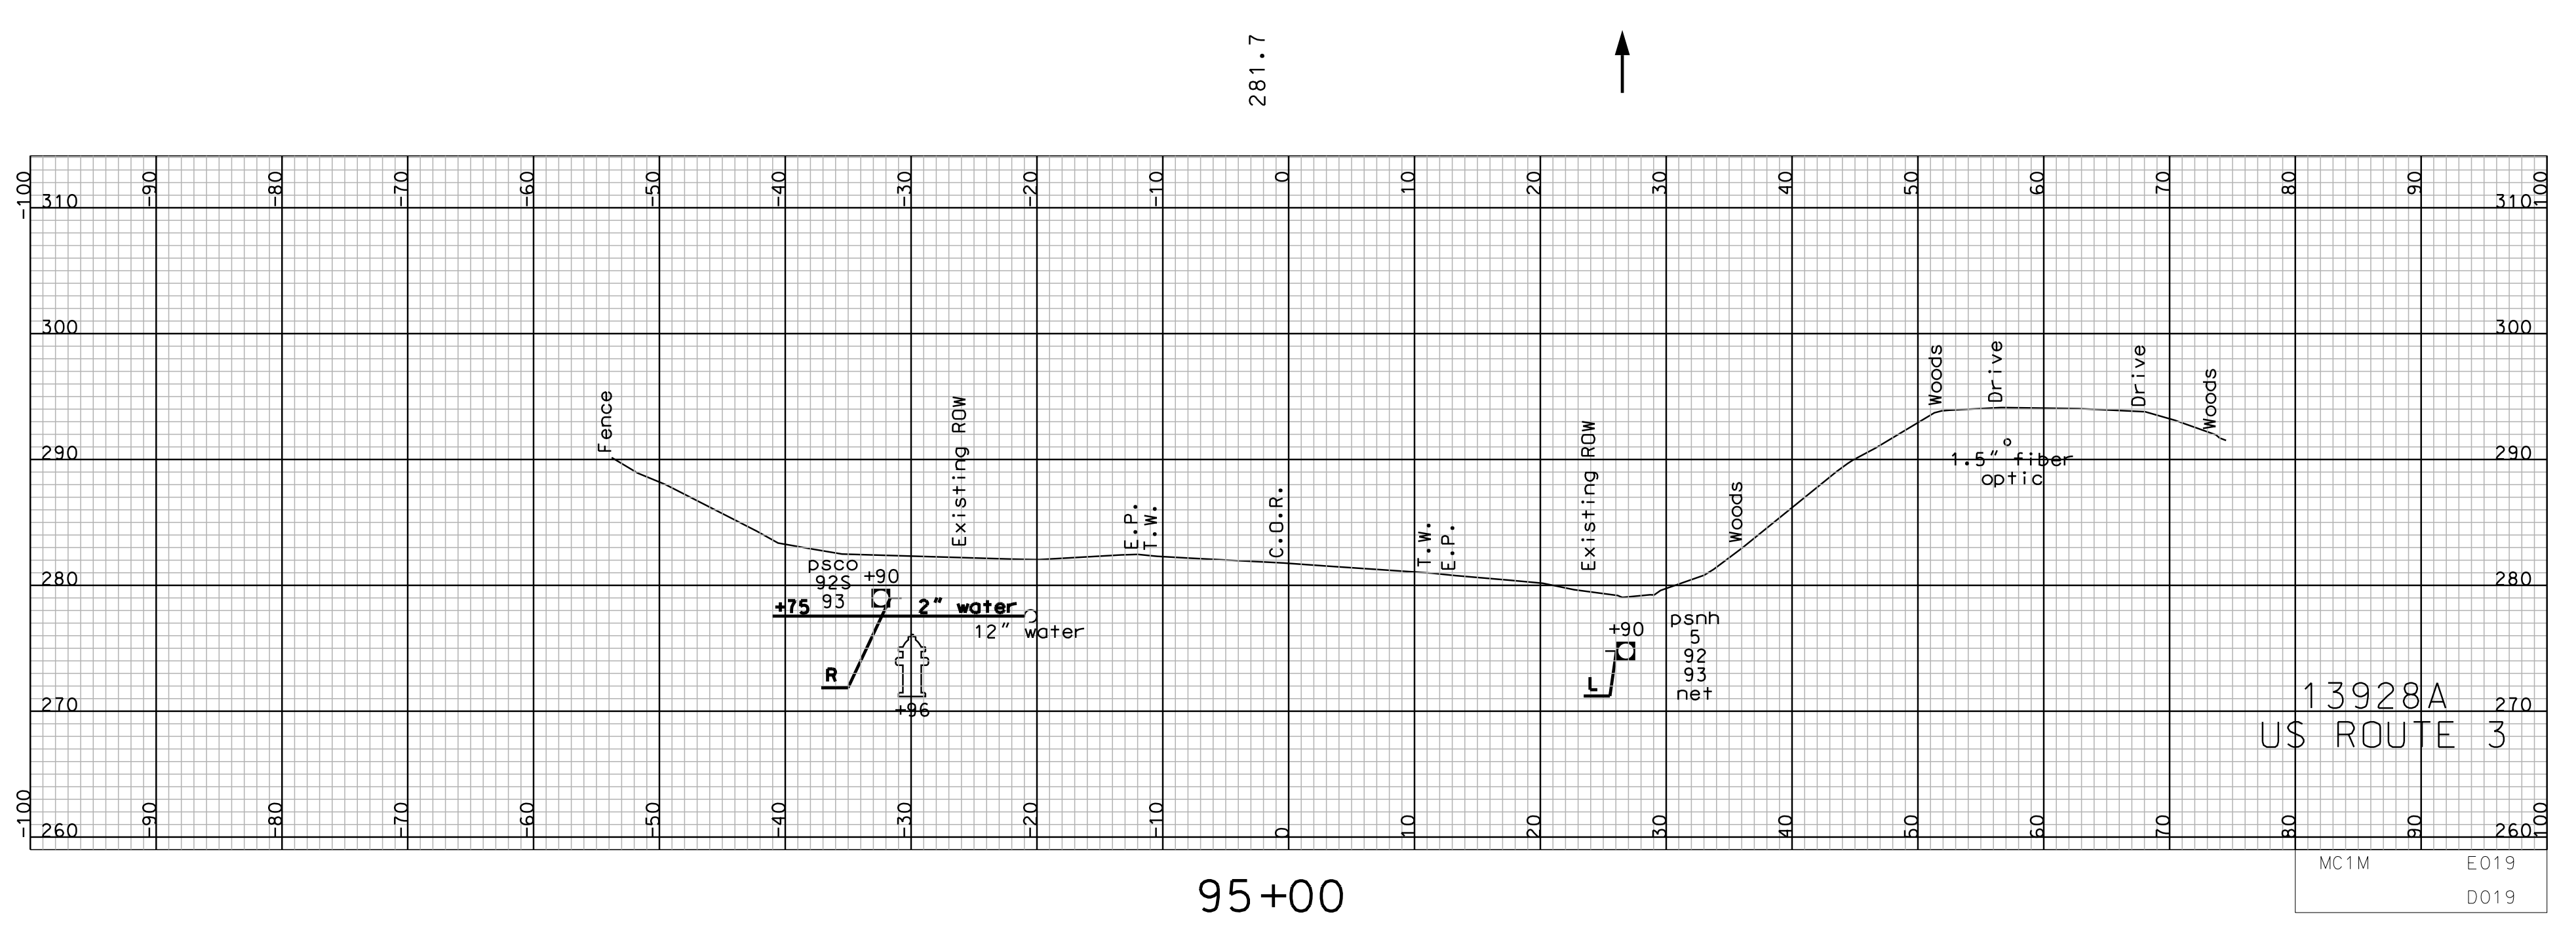 281.7
-100 -90 -80 -70 -60 -50 -40 -30 -20 -10 0 10 20 30 40 50 60 70 80 90 100
310 310
300 300
Fence
Existing ROW
E.P.
T.W.
C.O.R.
T.W.
E.P.
Existing ROW
Woods
Woods
Drive
Drive
Woods
290 290
1.5" fiber
optic
280 280
psco
92S
93
+90
+75
2" water
12" water
R
+96
+90
L
psnh
5
92
93
net
270 270
13928A
US ROUTE 3
260 260
-100 -90 -80 -70 -60 -50 -40 -30 -20 -10 0 10 20 30 40 50 60 70 80 90 100
95+00
MC1M E019
D019